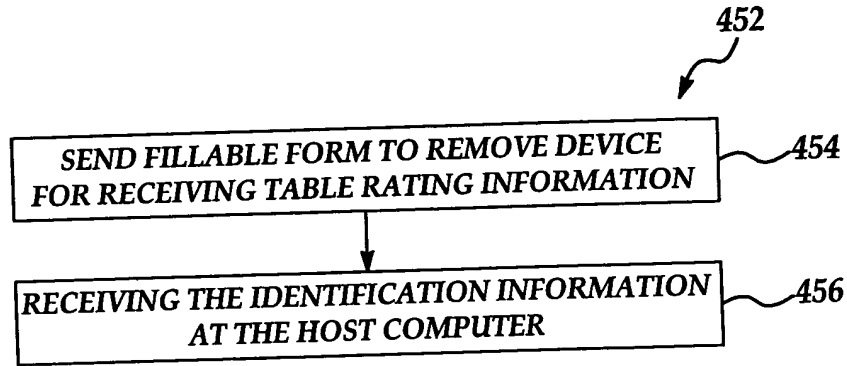 452
SEND FILLABLE FORM TO REMOVE DEVICE
FOR RECEIVING TABLE RATING INFORMATION
454
RECEIVING THE IDENTIFICATION INFORMATION
AT THE HOST COMPUTER
456